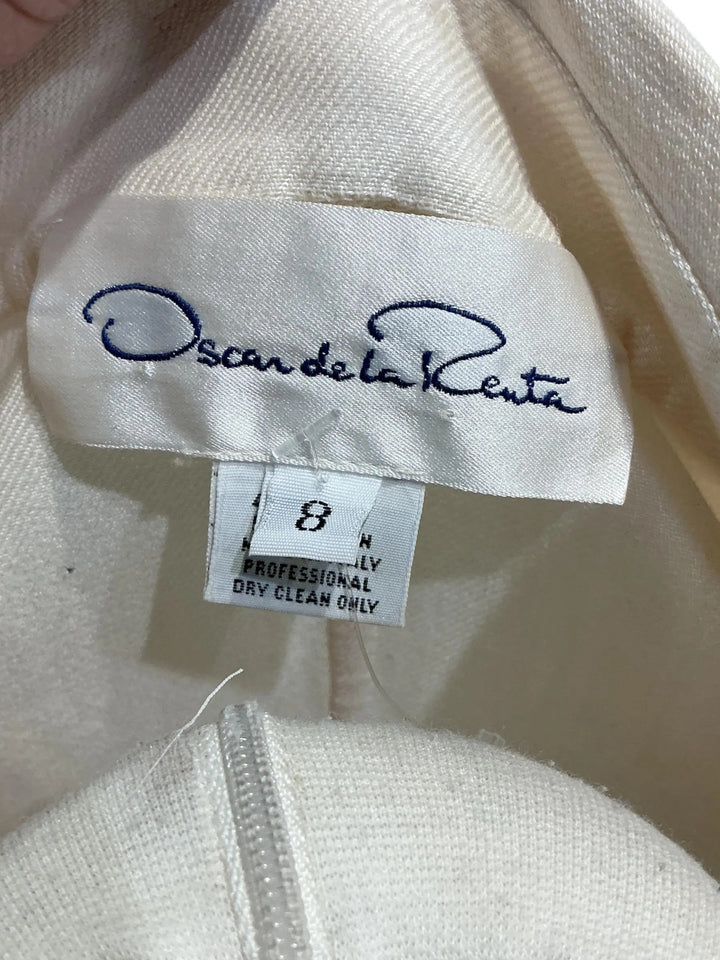 Oscar de la Renta
8
PROFESSIONAL
DRY CLEAN ONLY